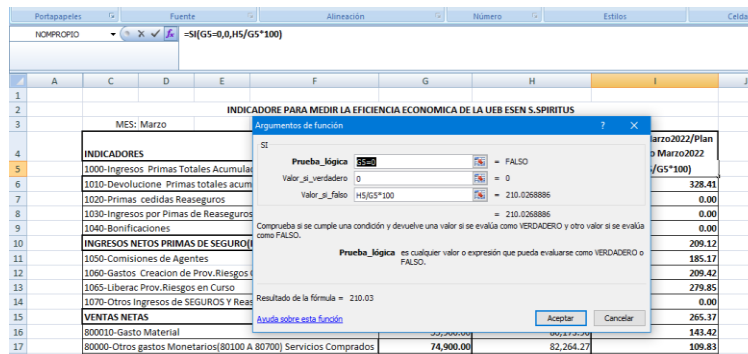 Portapapeles Fuente Alineación Número Estilos Celda
NOMPROPIO fx =SI(G5=0,0,H5/G5*100)
A C D E F G H I
1
2 INDICADORE PARA MEDIR LA EFICIENCIA ECONOMICA DE LA UEB ESEN S.SPIRITUS
3 MES: Marzo
Argumentos de función ? X
SI
Prueba_lógica G5=0 = FALSO
Valor_si_verdadero 0 = 0
Valor_si_falso H5/G5*100 = 210.0268886
= 210.0268886
Comprueba si se cumple una condición y devuelve una valor si se evalúa como VERDADERO y otro valor si se evalúa
como FALSO.
Prueba_lógica es cualquier valor o expresión que pueda evaluarse como VERDADERO o
FALSO.
Resultado de la fórmula = 210.03
Ayuda sobre esta función Aceptar Cancelar
arzo2022/Plan
4 INDICADORES o Marzo2022
5 1000-Ingresos Primas Totales Acumulac /G5*100)
6 1010-Devolucione Primas totales acum 328.41
7 1020-Primas cedidas Reaseguros 0.00
8 1030-Ingresos por Pimas de Reaseguros 0.00
9 1040-Bonificaciones 0.00
10 INGRESOS NETOS PRIMAS DE SEGURO( 209.12
11 1050-Comisiones de Agentes 185.17
12 1060-Gastos Creacion de Prov.Riesgos 209.42
13 1065-Liberac Prov.Riesgos en Curso 279.85
14 1070-Otros Ingresos de SEGUROS Y Reas 0.00
15 VENTAS NETAS 265.37
16 800010-Gasto Material 143.42
17 80000-Otros gastos Monetarios(80100 A 80700) Servicios Comprados 74,900.00 82,264.27 109.83